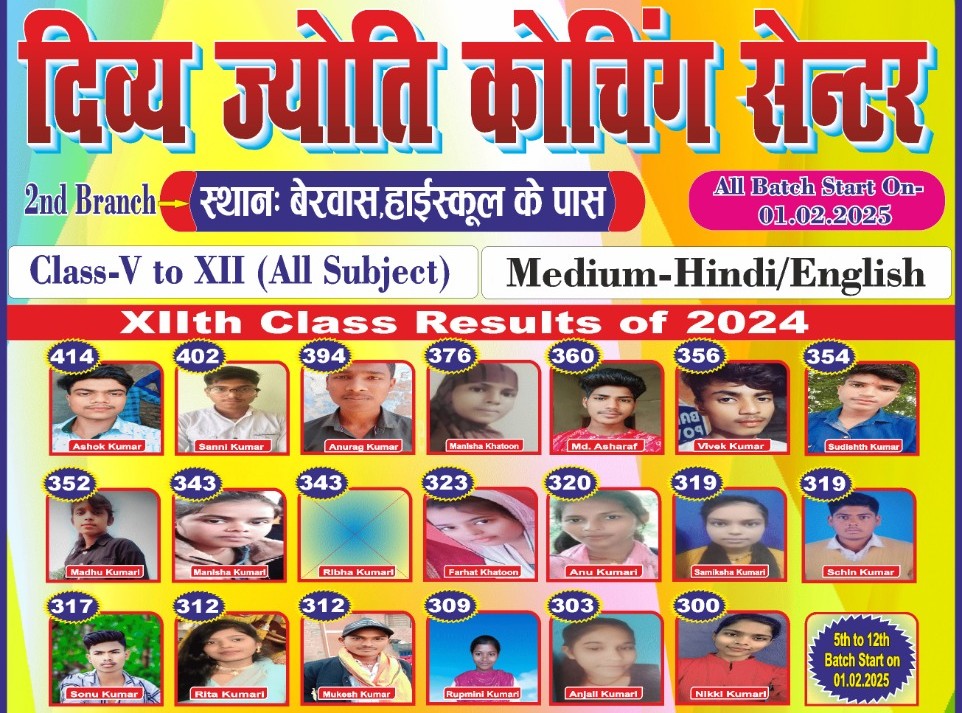 दिव्य ज्योति कोचिंग सेन्टर
2nd Branch
स्थानः बेरवास,हाईस्कूल के पास
All Batch Start On-
01.02.2025
Class-V to XII (All Subject)
Medium-Hindi/English
XIIth Class Results of 2024
414 402 394 376 360 356 354
Ashok Kumar Sanni Kumar Anurag Kumar Manisha Khatoon Md. Asharaf Vivek Kumar Sudishth Kumar
352 343 343 323 320 319 319
Madhu Kumari Manisha Kumari Ribha Kumari Farhat Khatoon Anu Kumari Samiksha Kumari Schin Kumar
317 312 312 309 303 300
Sonu Kumar Rita Kumari Mukesh Kumar Rupmini Kumari Anjali Kumari Nikki Kumari
5th to 12th
Batch Start on
01.02.2025